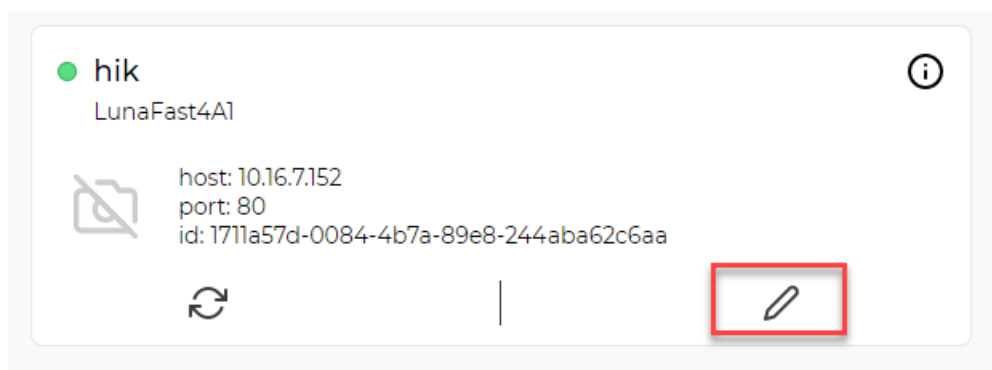 hik
LunaFast4A1
host: 10.16.7.152
port: 80
id: 1711a57d-0084-4b7a-89e8-244aba62c6aa